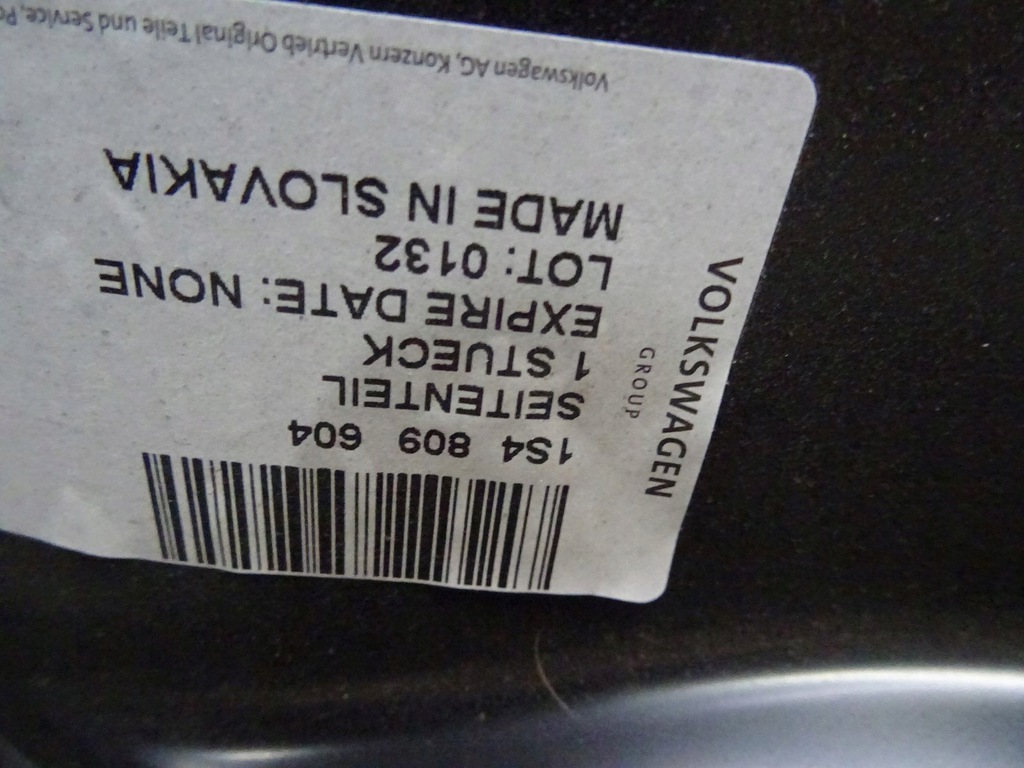 1S4 809 604
SEITENTEIL
1 STUECK
EXPIRE DATE: NONE
LOT: 0132
MADE IN SLOVAKIA
Volkswagen AG, Konzern Vertrieb Original Teile und Service,
VOLKSWAGEN
GROUP